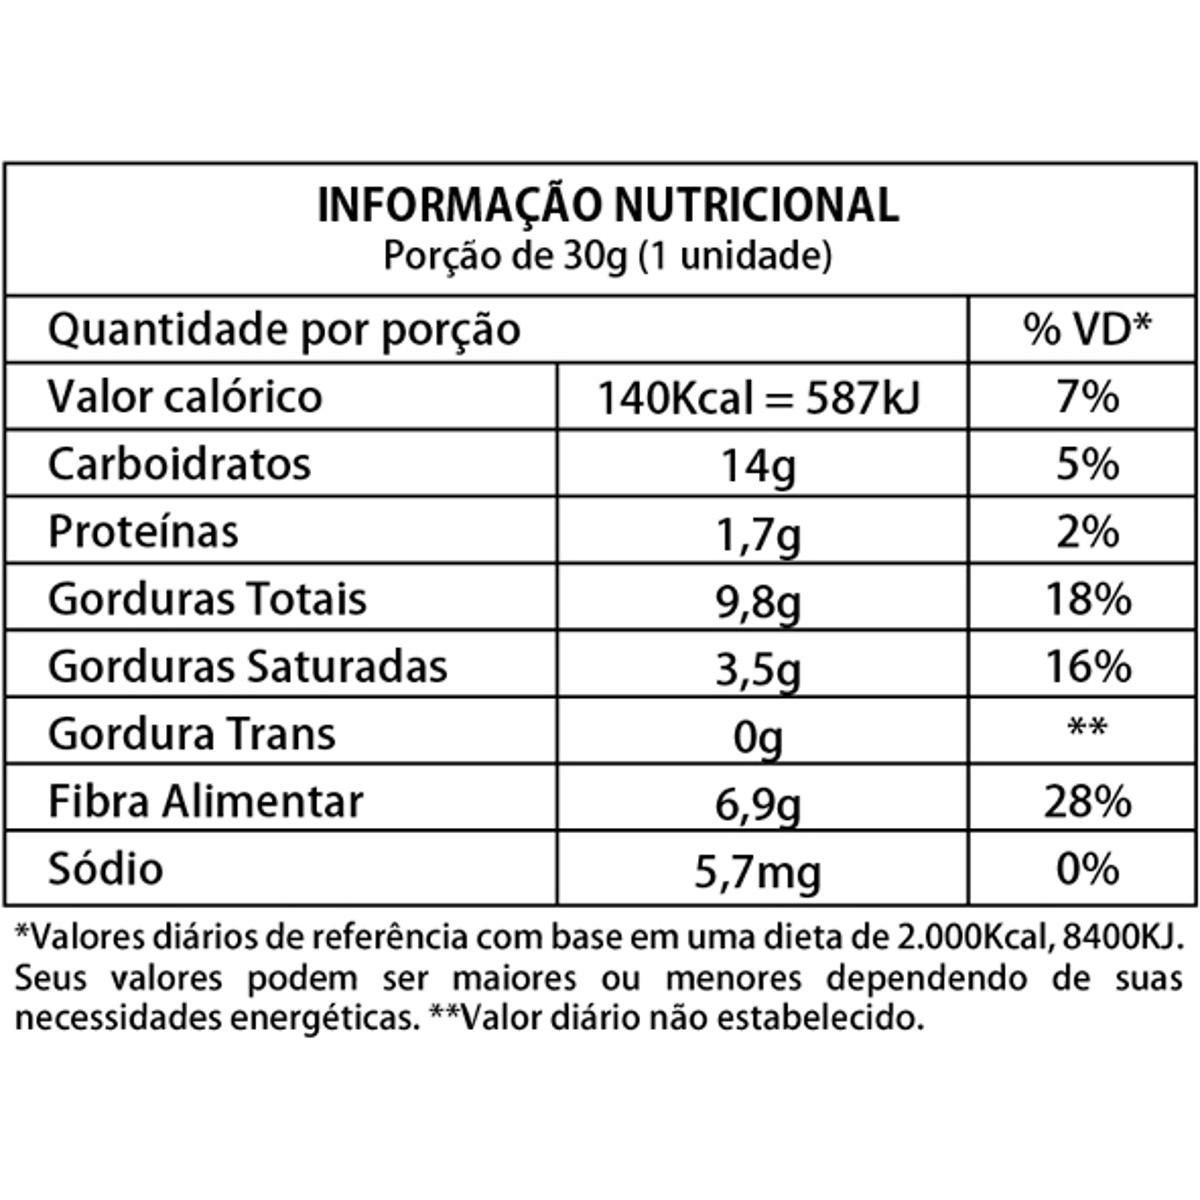 INFORMAÇÃO NUTRICIONAL
Porção de 30g (1 unidade)
Quantidade por porção % VD*
Valor calórico 140Kcal = 587kJ 7%
Carboidratos 14g 5%
Proteínas 1,7g 2%
Gorduras Totais 9,8g 18%
Gorduras Saturadas 3,5g 16%
Gordura Trans 0g **
Fibra Alimentar 6,9g 28%
Sódio 5,7mg 0%
*Valores diários de referência com base em uma dieta de 2.000Kcal, 8400KJ.
Seus valores podem ser maiores ou menores dependendo de suas
necessidades energéticas. **Valor diário não estabelecido.